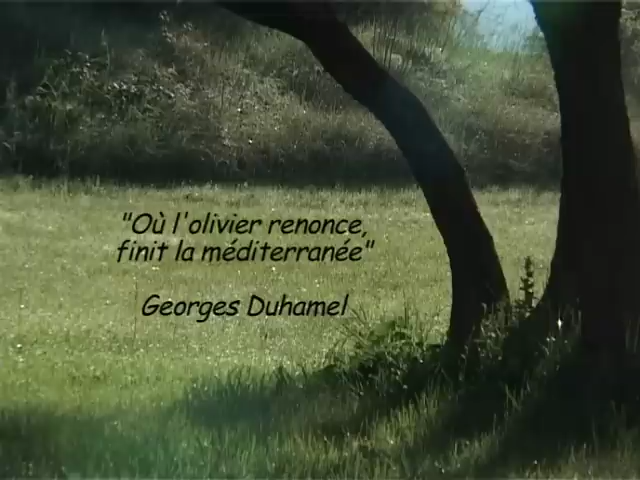 "Où l'olivier renonce,
finit la méditerranée"
Georges Duhamel